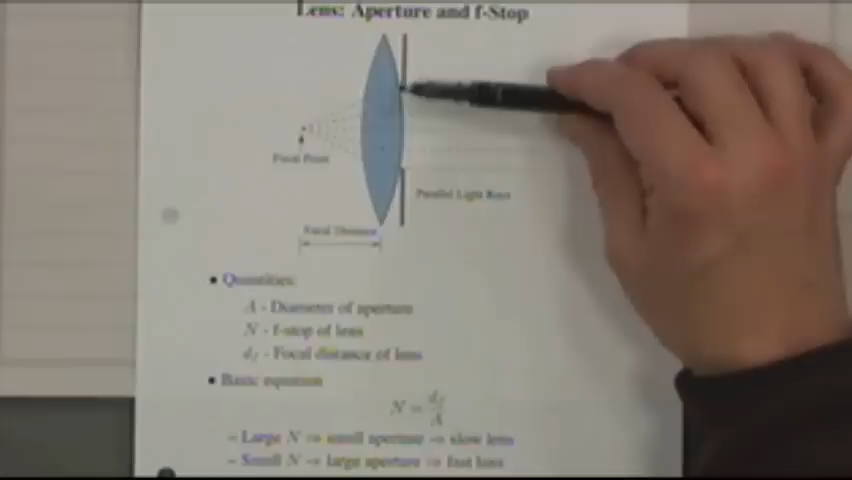 Lens: Aperture and f-Stop
Focal Point
Parallel Light Rays
Focal Distance
• Quantities:
A - Diameter of aperture
N - f-stop of lens
d_f - Focal distance of lens
• Basic equation
N = d_f / A
– Large N ⇒ small aperture ⇒ slow lens
– Small N ⇒ large aperture ⇒ fast lens